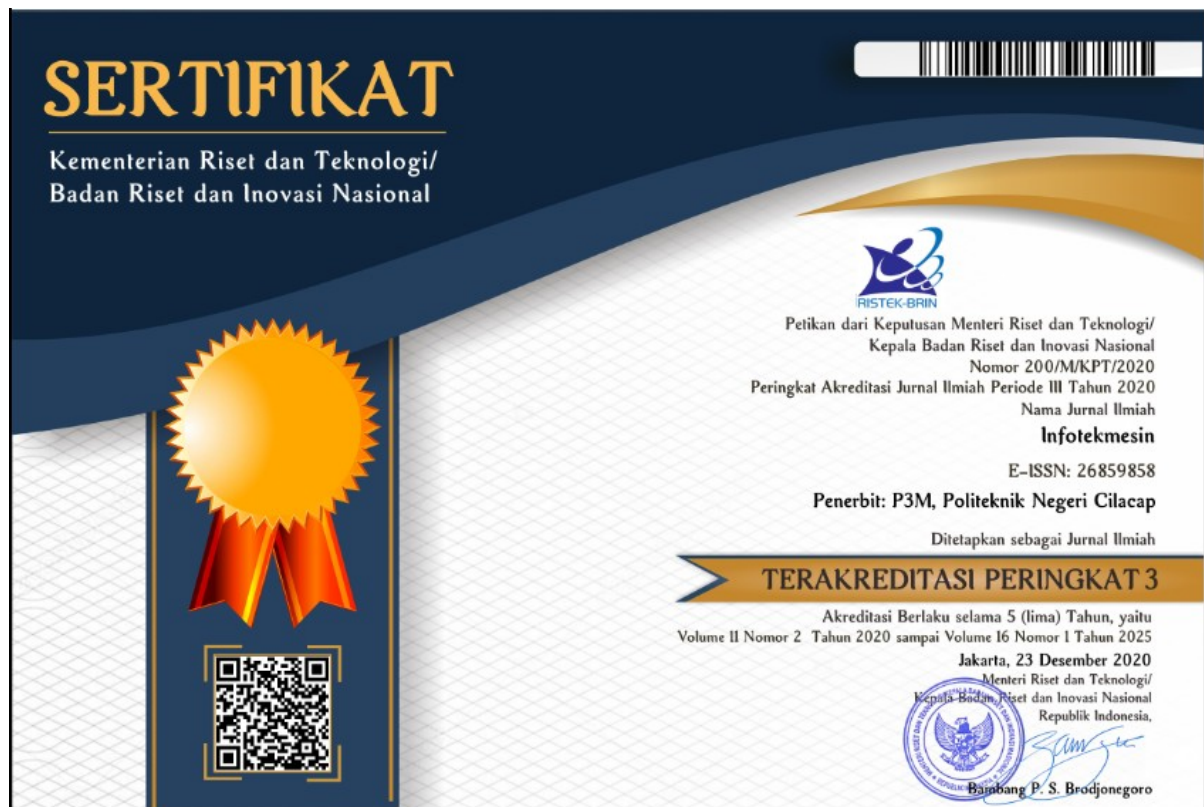 SERTIFIKAT
Kementerian Riset dan Teknologi/
Badan Riset dan Inovasi Nasional
RISTEK-BRIN
Petikan dari Keputusan Menteri Riset dan Teknologi/
Kepala Badan Riset dan Inovasi Nasional
Nomor 200/M/KPT/2020
Peringkat Akreditasi Jurnal Ilmiah Periode III Tahun 2020
Nama Jurnal Ilmiah
Infotekmesin
E-ISSN: 26859858
Penerbit: P3M, Politeknik Negeri Cilacap
Ditetapkan sebagai Jurnal Ilmiah
TERAKREDITASI PERINGKAT 3
Akreditasi Berlaku selama 5 (lima) Tahun, yaitu
Volume 11 Nomor 2 Tahun 2020 sampai Volume 16 Nomor 1 Tahun 2025
Jakarta, 23 Desember 2020
Menteri Riset dan Teknologi/
Kepala Badan Riset dan Inovasi Nasional
Republik Indonesia,
Bambang P. S. Brodjonegoro